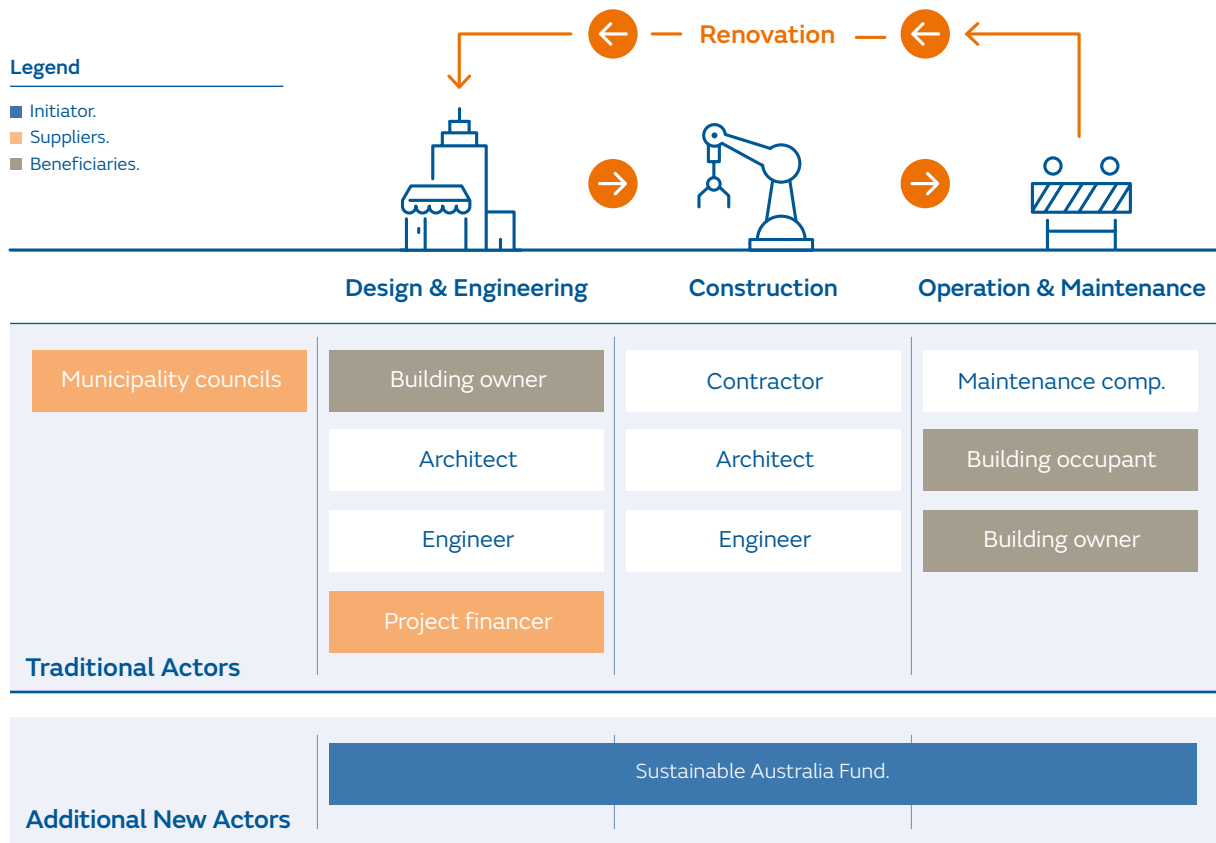 Renovation
Legend
Initiator.
Suppliers.
Beneficiaries.
Design & Engineering
Construction
Operation & Maintenance
Municipality councils
Building owner
Contractor
Maintenance comp.
Architect
Architect
Building occupant
Engineer
Engineer
Building owner
Project financer
Traditional Actors
Sustainable Australia Fund.
Additional New Actors